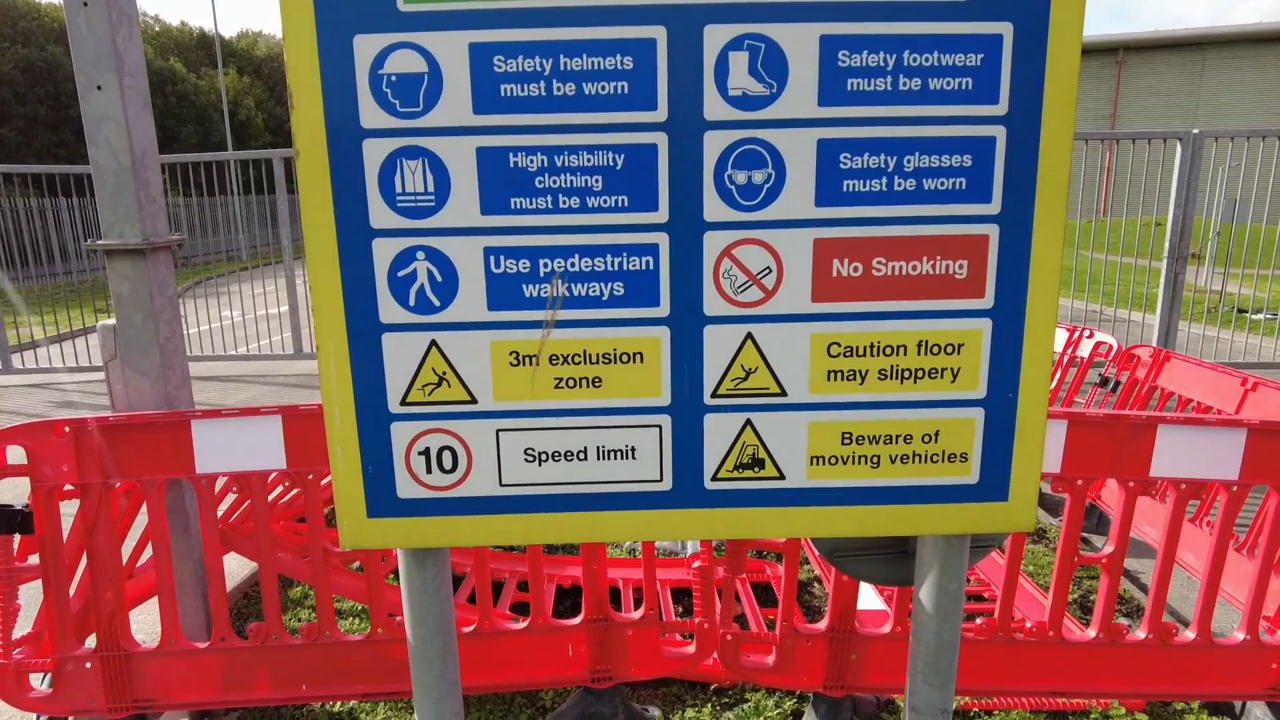 Safety helmets
must be worn
Safety footwear
must be worn
High visibility
clothing
must be worn
Safety glasses
must be worn
Use pedestrian
walkways
No Smoking
3m exclusion
zone
Caution floor
may slippery
10
Speed limit
Beware of
moving vehicles